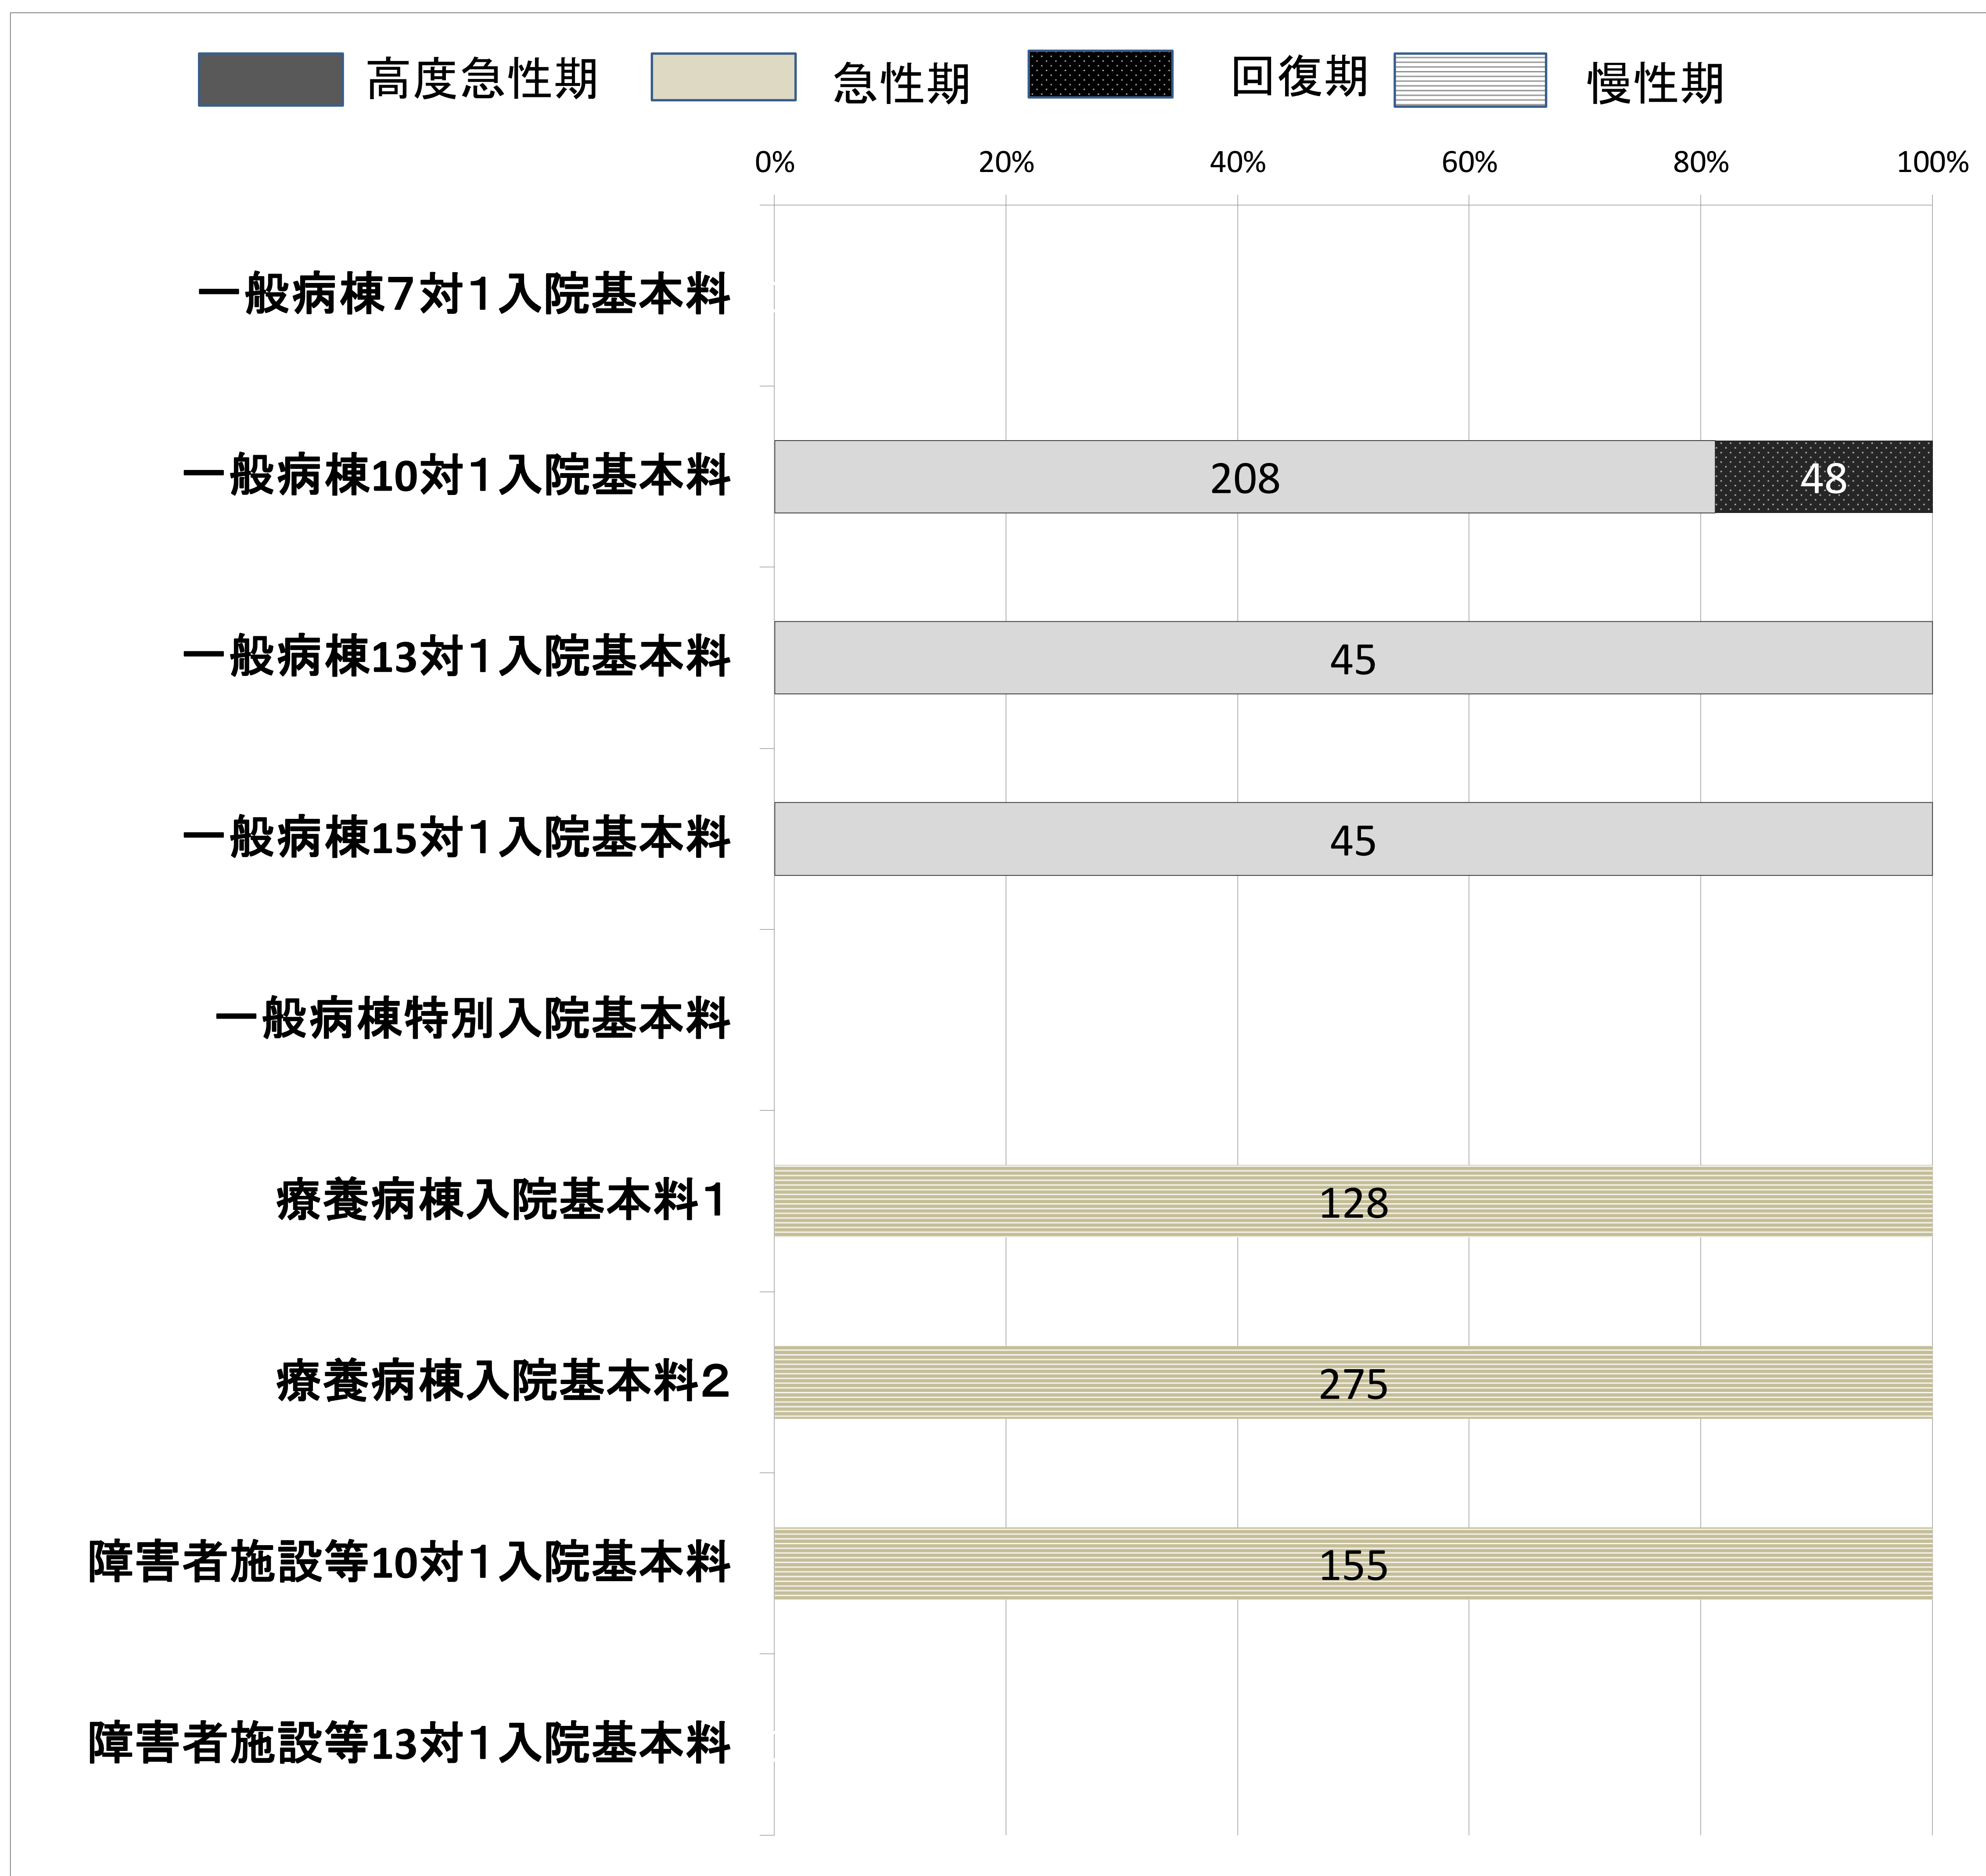 高度急性期 急性期 回復期 慢性期
0% 20% 40% 60% 80% 100%
一般病棟７対１入院基本料
一般病棟10対１入院基本料 208 48
一般病棟13対１入院基本料 45
一般病棟15対１入院基本料 45
一般病棟特別入院基本料
療養病棟入院基本料１ 128
療養病棟入院基本料２ 275
障害者施設等10対１入院基本料 155
障害者施設等13対１入院基本料